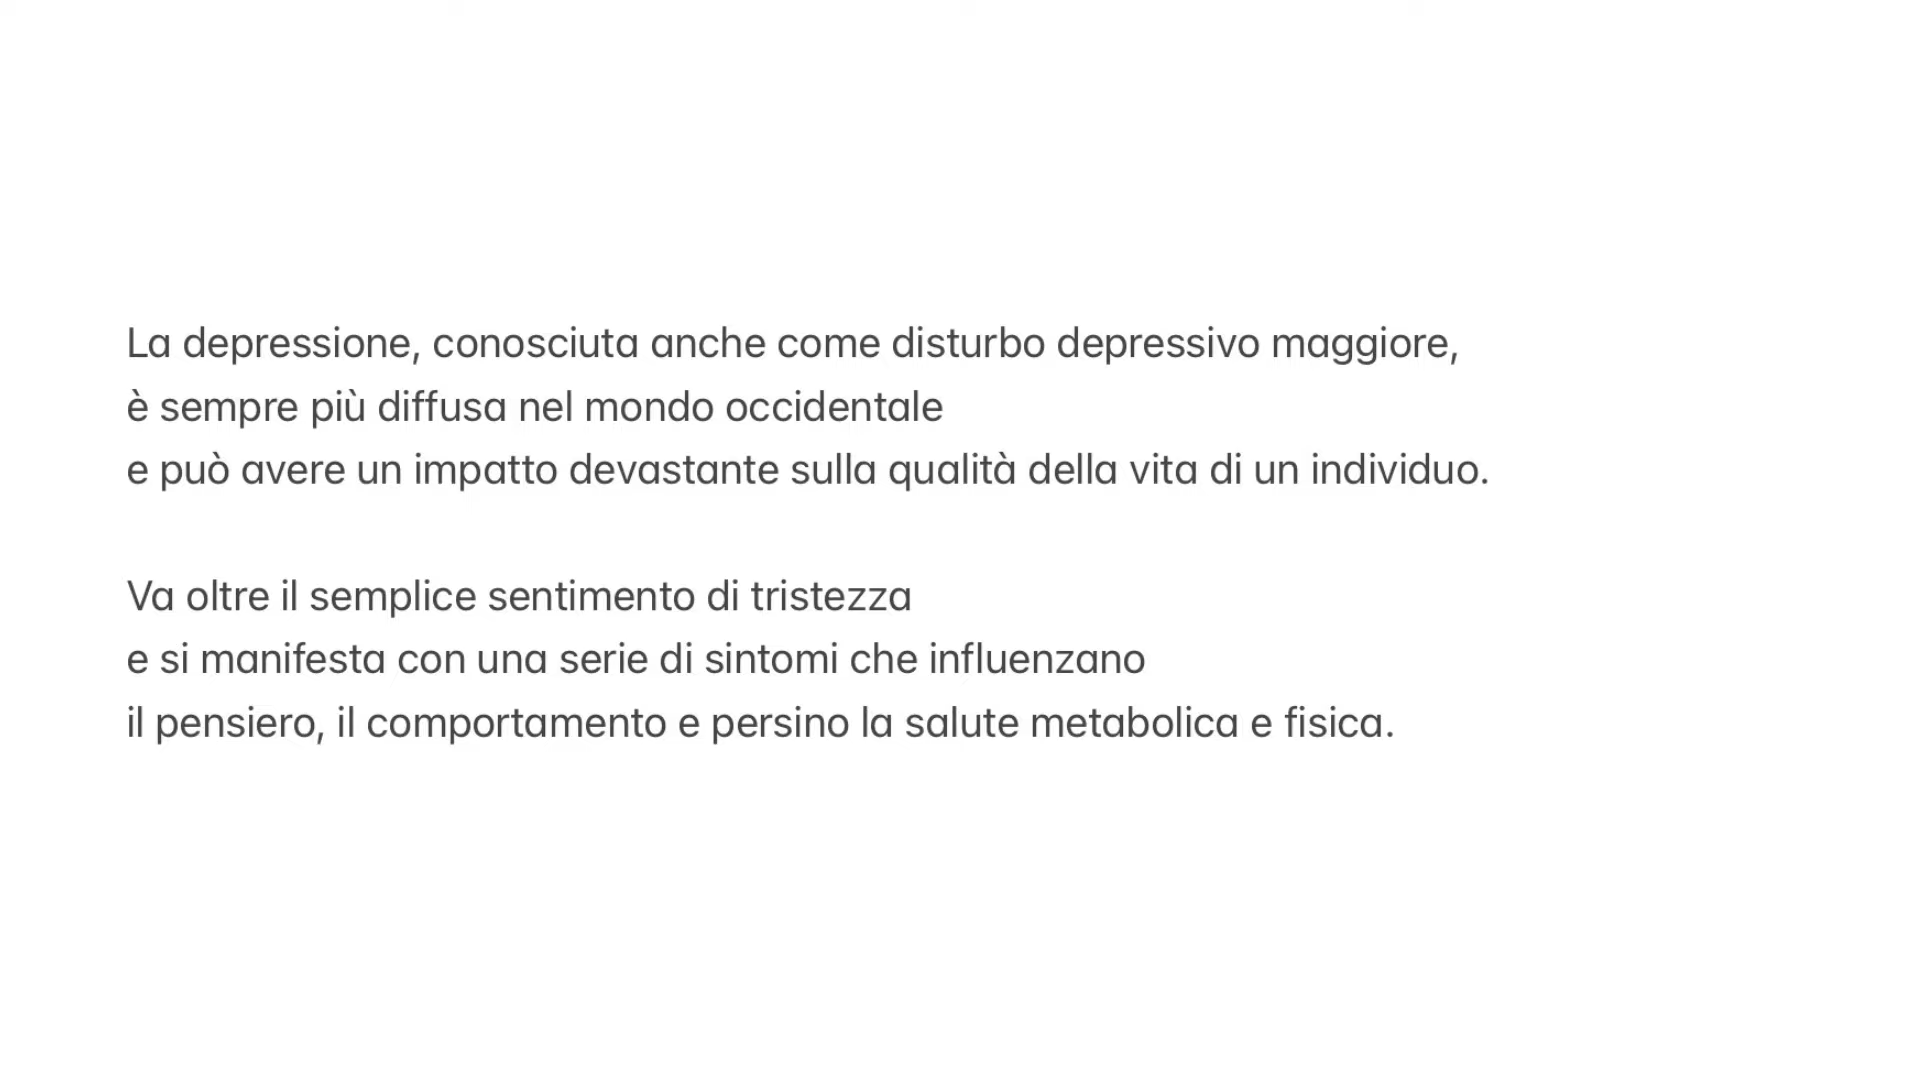 La depressione, conosciuta anche come disturbo depressivo maggiore,
è sempre più diffusa nel mondo occidentale
e può avere un impatto devastante sulla qualità della vita di un individuo.
Va oltre il semplice sentimento di tristezza
e si manifesta con una serie di sintomi che influenzano
il pensiero, il comportamento e persino la salute metabolica e fisica.